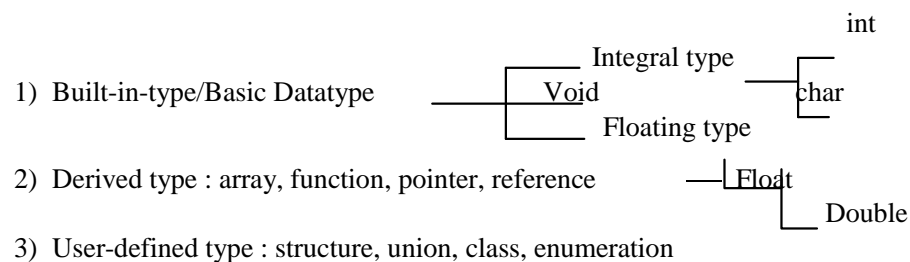 int
Integral type
1) Built-in-type/Basic Datatype Void char
Floating type
2) Derived type : array, function, pointer, reference Float
Double
3) User-defined type : structure, union, class, enumeration